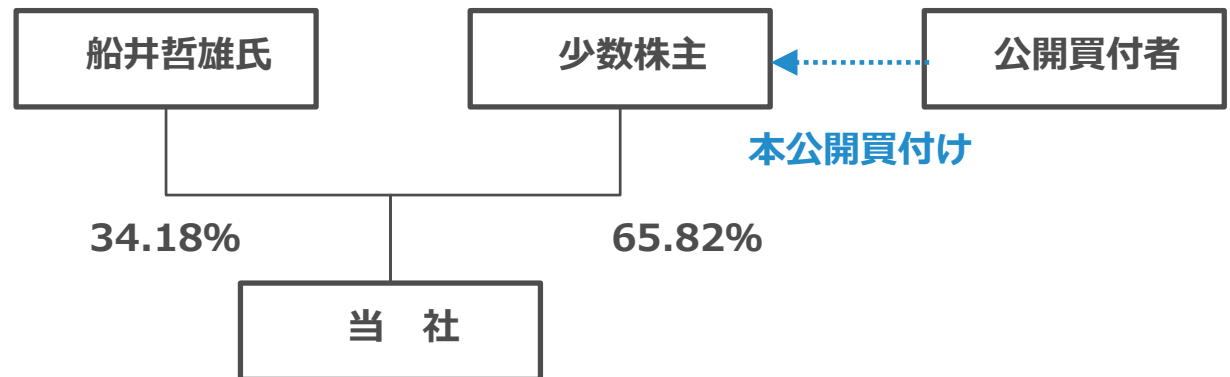 船井哲雄氏
少数株主
公開買付者
本公開買付け
34.18%
65.82%
当　社